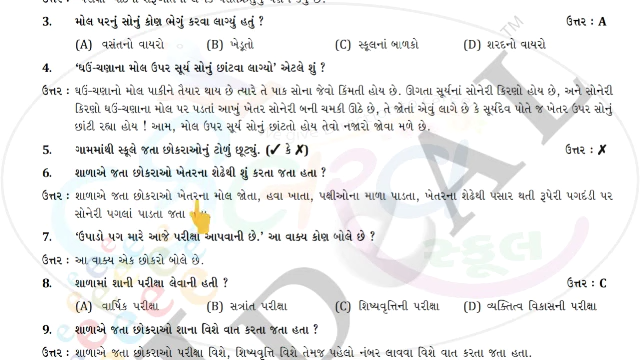 3. મોલ પરનું સોનું કોણ ભેગું કરવા લાગ્યું હતું ? ઉત્તર : A
(A) વસંતનો વાયરો (B) ખેડૂતો (C) સ્કૂલનાં બાળકો (D) શરદનો વાયરો
4. ‘ઘઉં-ચણાના મોલ ઉપર સૂર્ય સોનું છાંટવા લાગ્યો’ એટલે શું ?
ઉત્તર : ઘઉં-ચણાના મોલ પાકીને તૈયાર થાય છે ત્યારે તે પાક સોના જેવો કિંમતી હોય છે. ઊગતા સૂર્યનાં સોનેરી કિરણો હોય છે, અને સોનેરી
કિરણો ઘઉં-ચણાના મોલ પર પડતાં આખું ખેતર સોનેરી બની ચમકી ઊઠે છે, તે જોતાં એવું લાગે છે કે સૂર્યદેવ પોતે જ ખેતર ઉપર સોનું
છાંટી રહ્યા હોય ! આમ, મોલ ઉપર સૂર્ય સોનું છાંટતો હોય તેવો નજારો જોવા મળે છે.
5. ગામમાંથી સ્કૂલે જતા છોકરાઓનું ટોળું છૂટ્યું. (✓ કે ✗) ઉત્તર : ✗
6. શાળાએ જતા છોકરાઓ ખેતરના શેઢેથી શું કરતા જતા હતા ?
ઉત્તર : શાળાએ જતા છોકરાઓ ખેતરના મોલ જોતા, હવા ખાતા, પક્ષીઓના માળા પાડતા, ખેતરના શેઢેથી પસાર થતી રૂપેરી પગદંડી પર
સોનેરી પગલાં પાડતા જતા
7. ‘ઉપાડો પગ મારે આજે પરીક્ષા આપવાની છે.’ આ વાક્ય કોણ બોલે છે ?
ઉત્તર : આ વાક્ય એક છોકરો બોલે છે.
8. શાળામાં શાની પરીક્ષા લેવાની હતી ? ઉત્તર : C
(A) વાર્ષિક પરીક્ષા (B) સત્રાંત પરીક્ષા (C) શિષ્યવૃત્તિની પરીક્ષા (D) વ્યક્તિત્વ વિકાસની પરીક્ષા
9. શાળાએ જતા છોકરાઓ શાના વિશે વાત કરતા જતા હતા ?
ઉત્તર : શાળાએ જતા છોકરાઓ પરીક્ષા વિશે, શિષ્યવૃત્તિ વિશે તેમજ પહેલો નંબર લાવવા વિશે વાત કરતા જતા હતા.